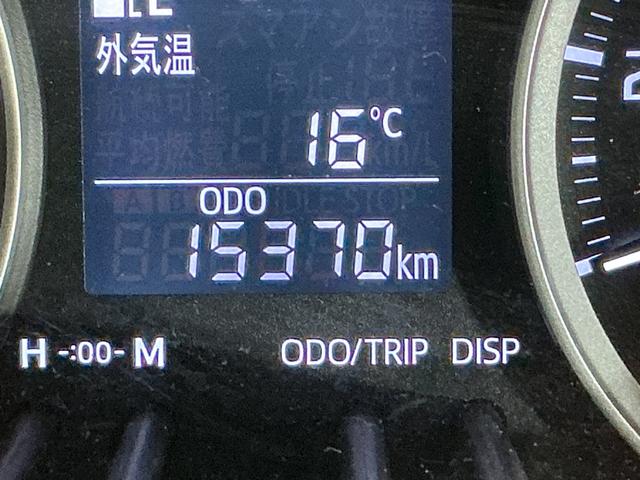 外気温
16°C
ODO
15370km
H -:00- M ODO/TRIP DISP